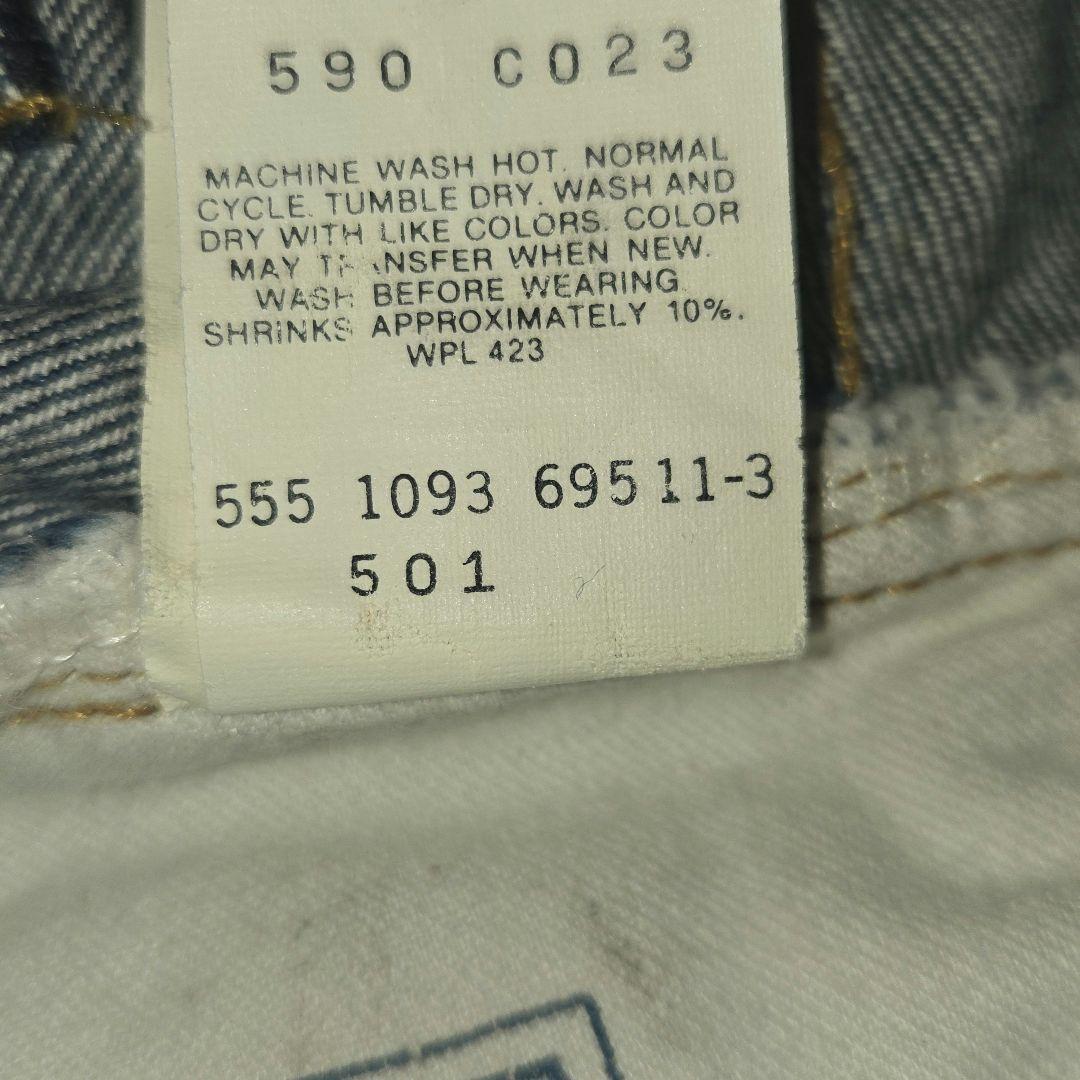 590 C023
MACHINE WASH HOT. NORMAL
CYCLE. TUMBLE DRY. WASH AND
DRY WITH LIKE COLORS. COLOR
MAY TRANSFER WHEN NEW.
WASH BEFORE WEARING.
SHRINKS APPROXIMATELY 10%.
WPL 423
555 1093 69511-3
501